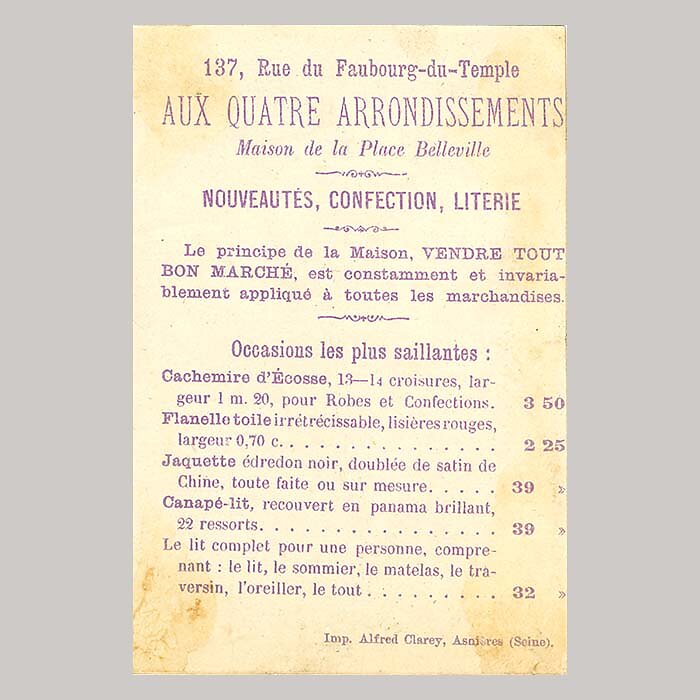 137, Rue du Faubourg-du-Temple
AUX QUATRE ARRONDISSEMENTS
Maison de la Place Belleville
NOUVEAUTÉS, CONFECTION, LITERIE
Le principe de la Maison, VENDRE TOUT
BON MARCHÉ, est constamment et invaria-
blement appliqué à toutes les marchandises.
Occasions les plus saillantes :
Cachemire d'Écosse, 13—14 croisures, lar-
geur 1 m. 20, pour Robes et Confections. 3 50
Flanelle toile irrétrécissable, lisières rouges,
largeur 0,70 c. . . . . . . . . . . . . . . . 2 25
Jaquette édredon noir, doublée de satin de
Chine, toute faite ou sur mesure. . . . . 39 »
Canapé-lit, recouvert en panama brillant,
22 ressorts. . . . . . . . . . . . . . . . 39 »
Le lit complet pour une personne, compre-
nant : le lit, le sommier, le matelas, le tra-
versin, l'oreiller, le tout . . . . . . . . . 32 »
Imp. Alfred Clarey, Asnières (Seine).